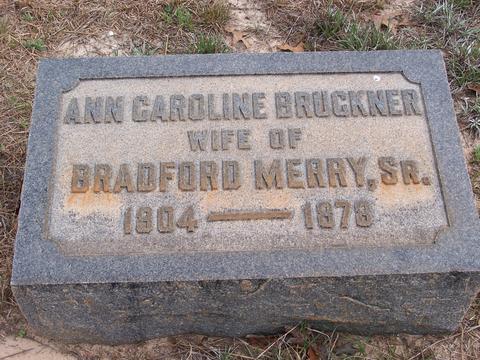 ANN CAROLINE BRUCKNER
WIFE OF
BRADFORD MERRY, SR.
1904 — 1978